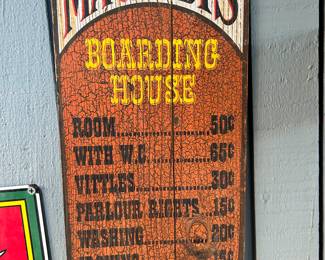 BOARDING
HOUSE
ROOM..........50¢
WITH W.C.......65¢
VITTLES........30¢
PARLOUR RIGHTS...15¢
WASHING.......20¢